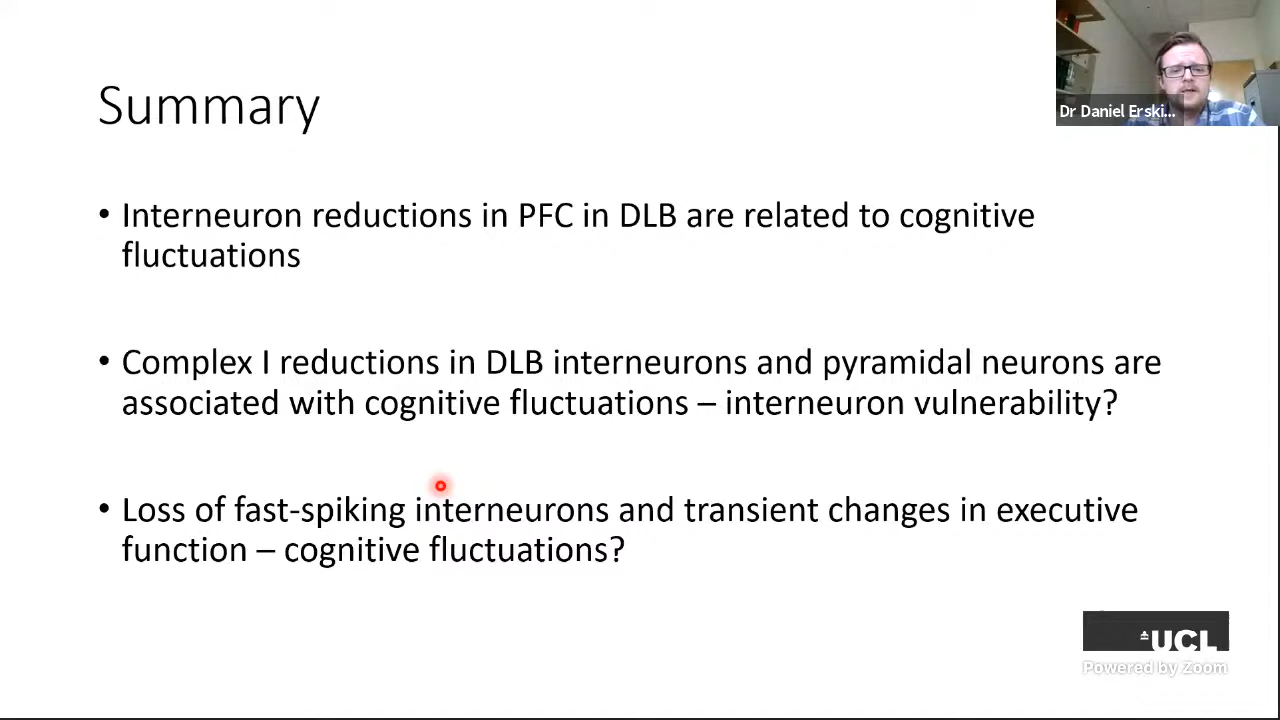 Summary
Dr Daniel Erski...
• Interneuron reductions in PFC in DLB are related to cognitive
fluctuations
• Complex I reductions in DLB interneurons and pyramidal neurons are
associated with cognitive fluctuations – interneuron vulnerability?
• Loss of fast-spiking interneurons and transient changes in executive
function – cognitive fluctuations?
UCL
Powered by Zoom